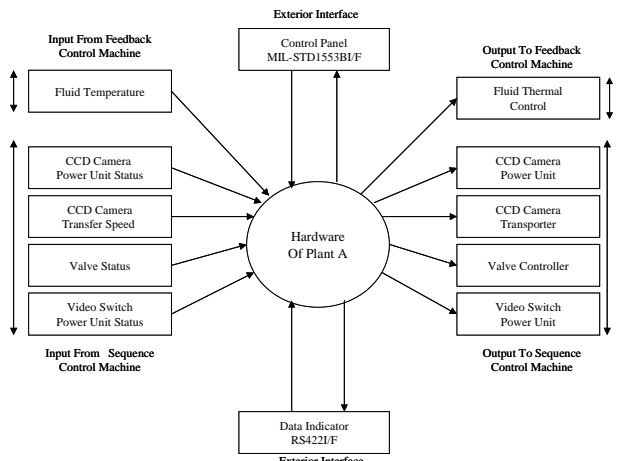 Exterior Interface
Input From Feedback
Control Machine
Control Panel
MIL-STD1553BI/F
Output To Feedback
Control Machine
Fluid Temperature
Fluid Thermal
Control
CCD Camera
Power Unit Status
CCD Camera
Power Unit
CCD Camera
Transfer Speed
CCD Camera
Transporter
Hardware
Of Plant A
Valve Status
Valve Controller
Video Switch
Power Unit Status
Video Switch
Power Unit
Input From Sequence
Control Machine
Output To Sequence
Control Machine
Data Indicator
RS422I/F
Exterior Interface